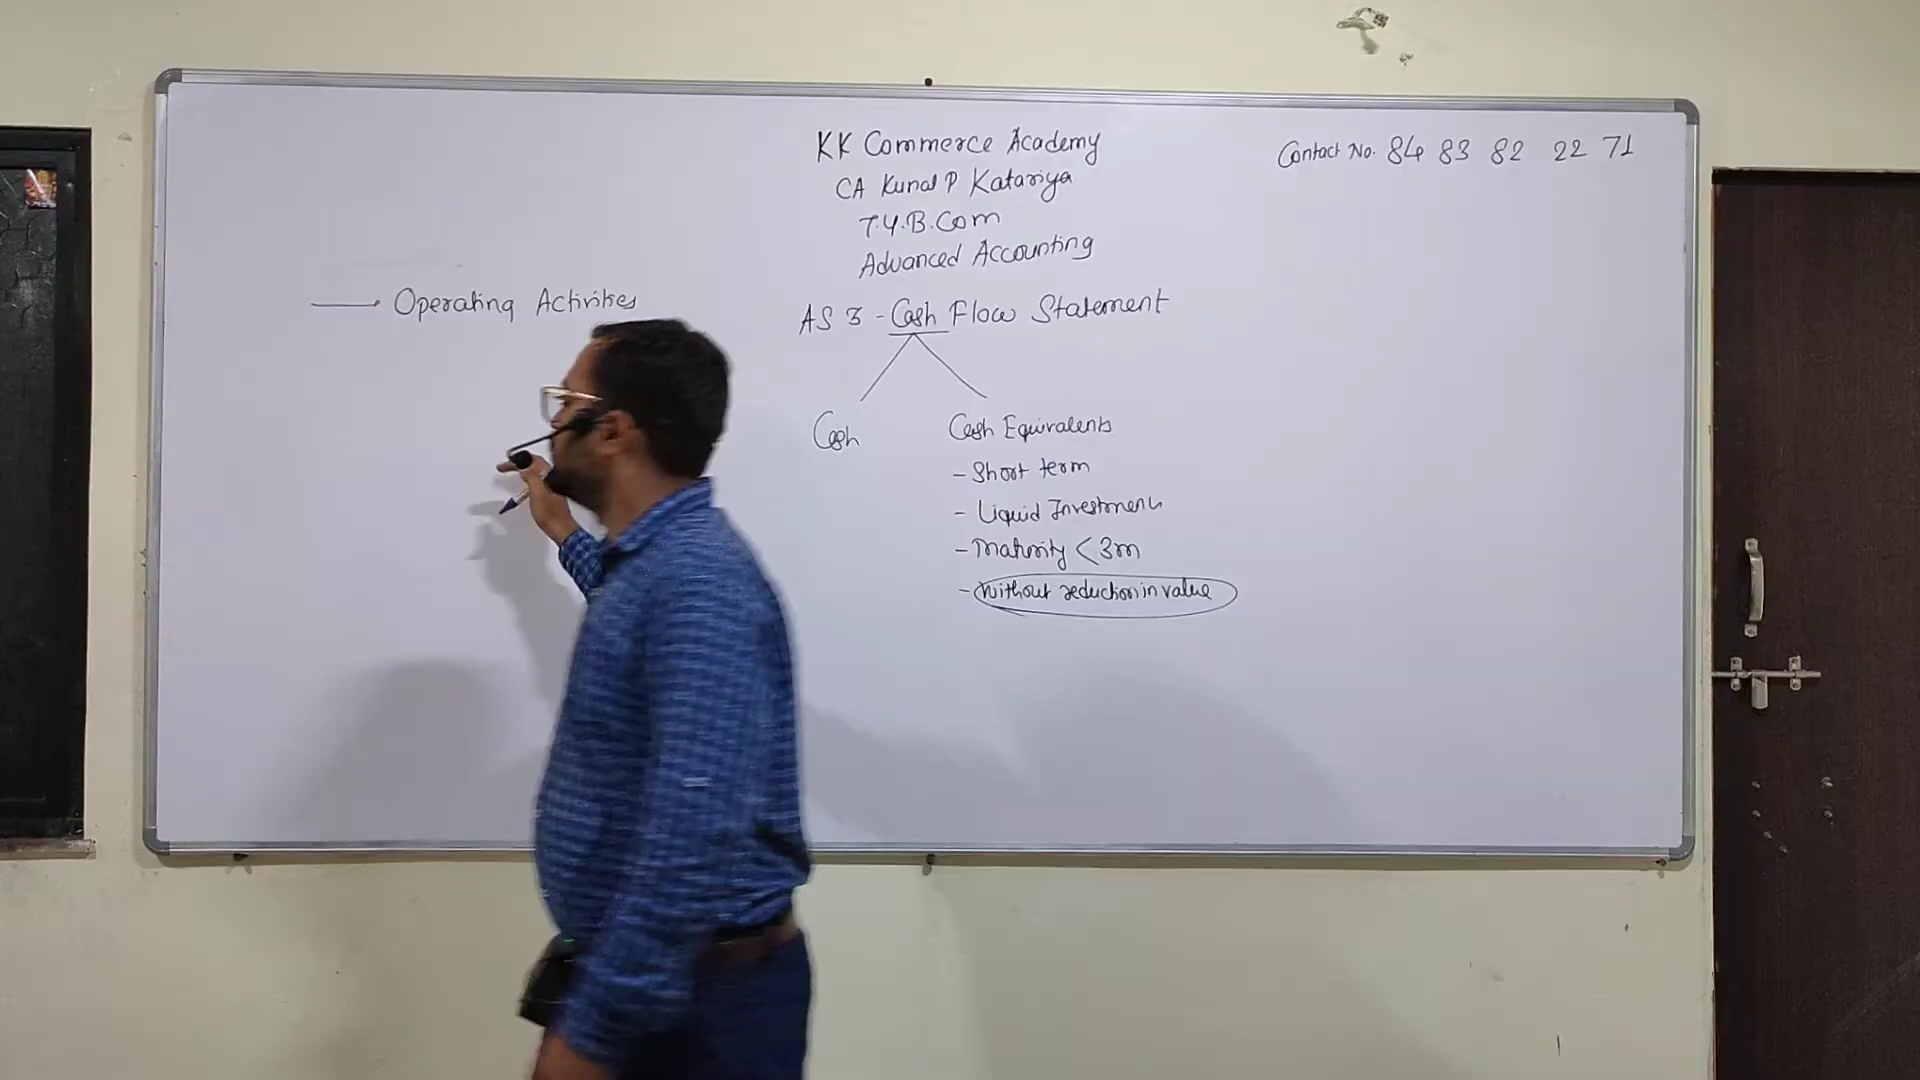 KK Commerce Academy
Contact No. 84 83 82 22 71
CA Kunal P Katariya
T.Y.B.Com
Advanced Accounting
Operating Activities
AS 3 - Cash Flow Statement
Cash
Cash Equivalents
- Short term
- Liquid Investments
- Maturity < 3m
- Without reduction in value